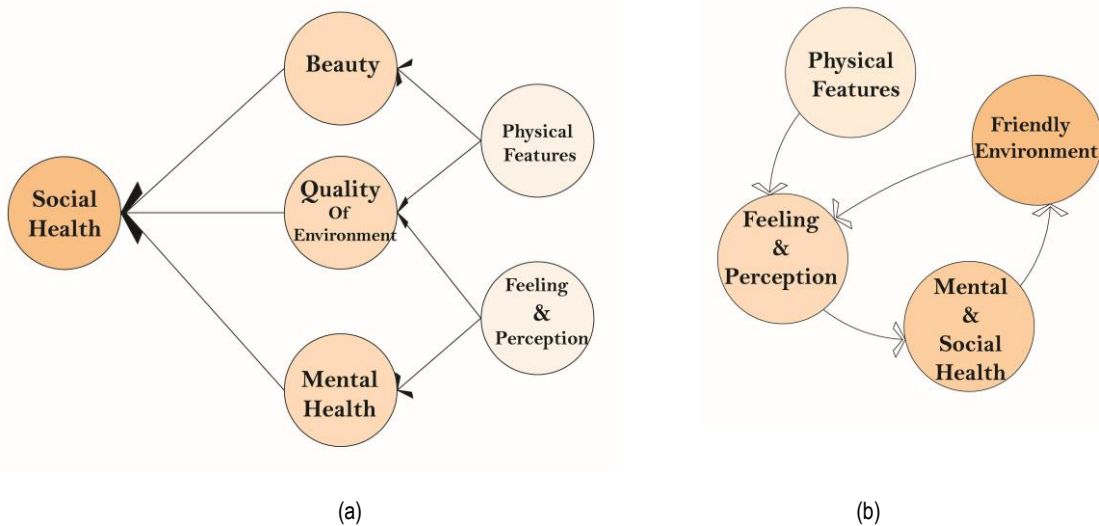 Beauty
Physical
Features
Social
Health
Quality
Of
Environment
Feeling
&
Perception
Mental
Health
(a)
Physical
Features
Friendly
Environment
Feeling
&
Perception
Mental
&
Social
Health
(b)